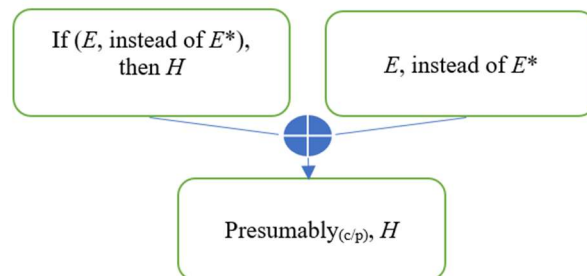 If (E, instead of E*),
then H
E, instead of E*
Presumably(c/p), H